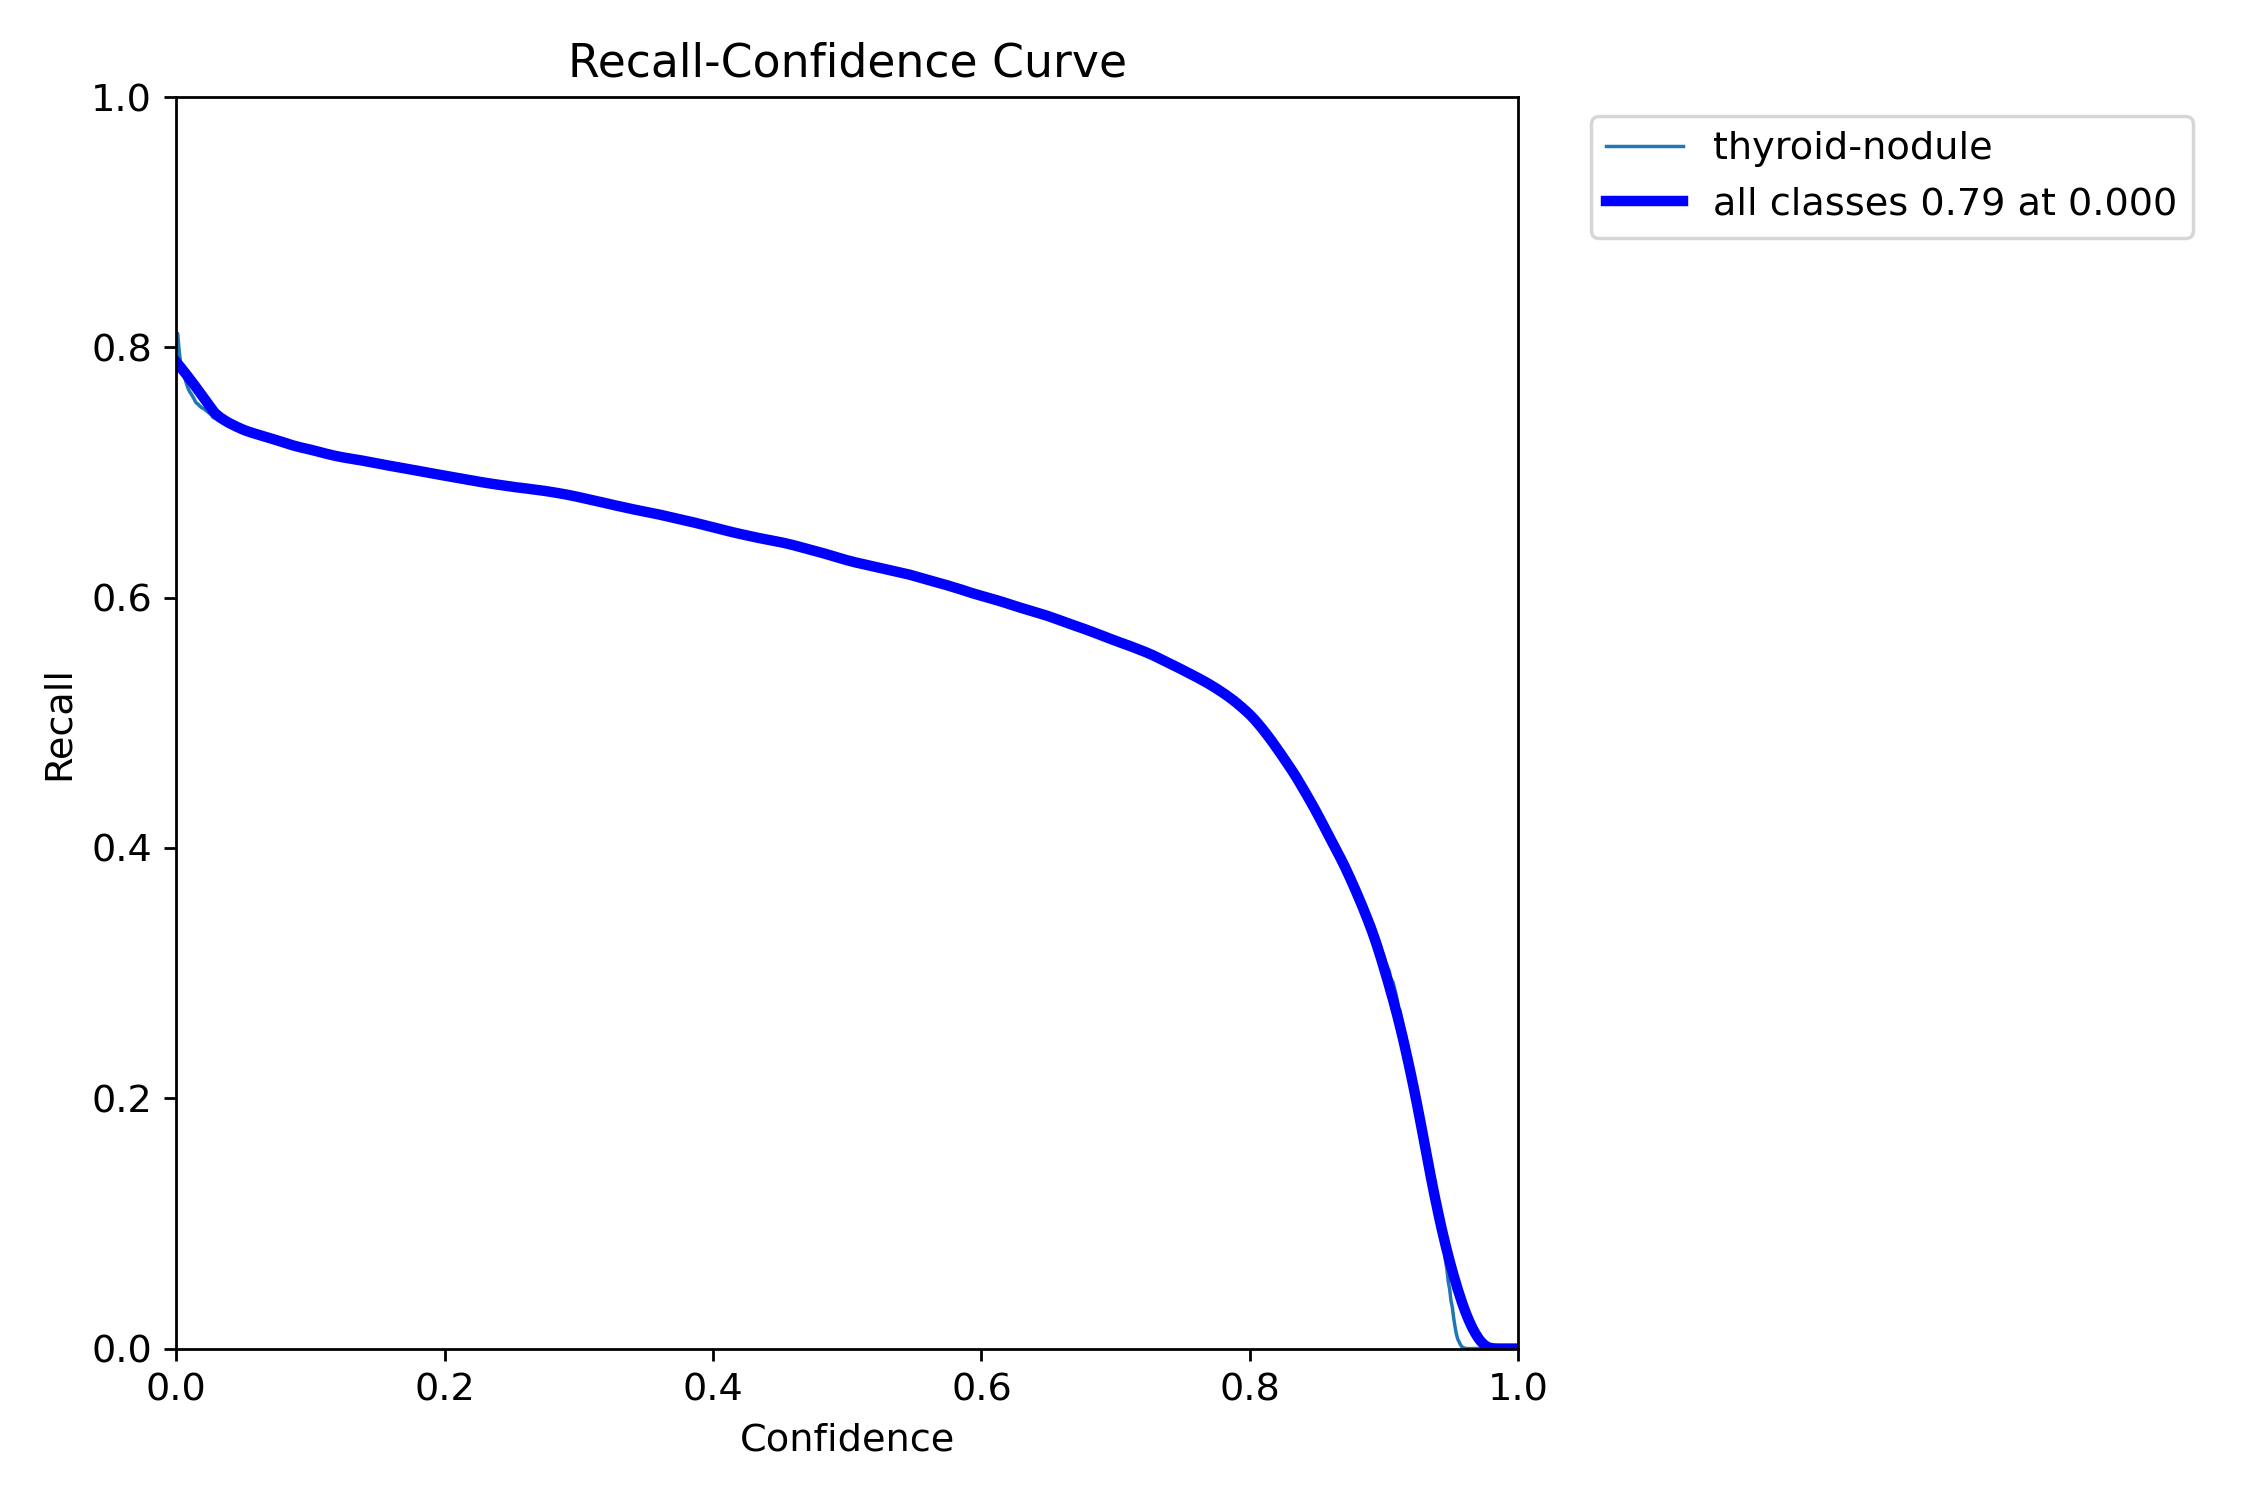 Recall-Confidence Curve
1.0
0.8
0.6
0.4
0.2
0.0
Recall
0.0 0.2 0.4 0.6 0.8 1.0
Confidence
thyroid-nodule
all classes 0.79 at 0.000